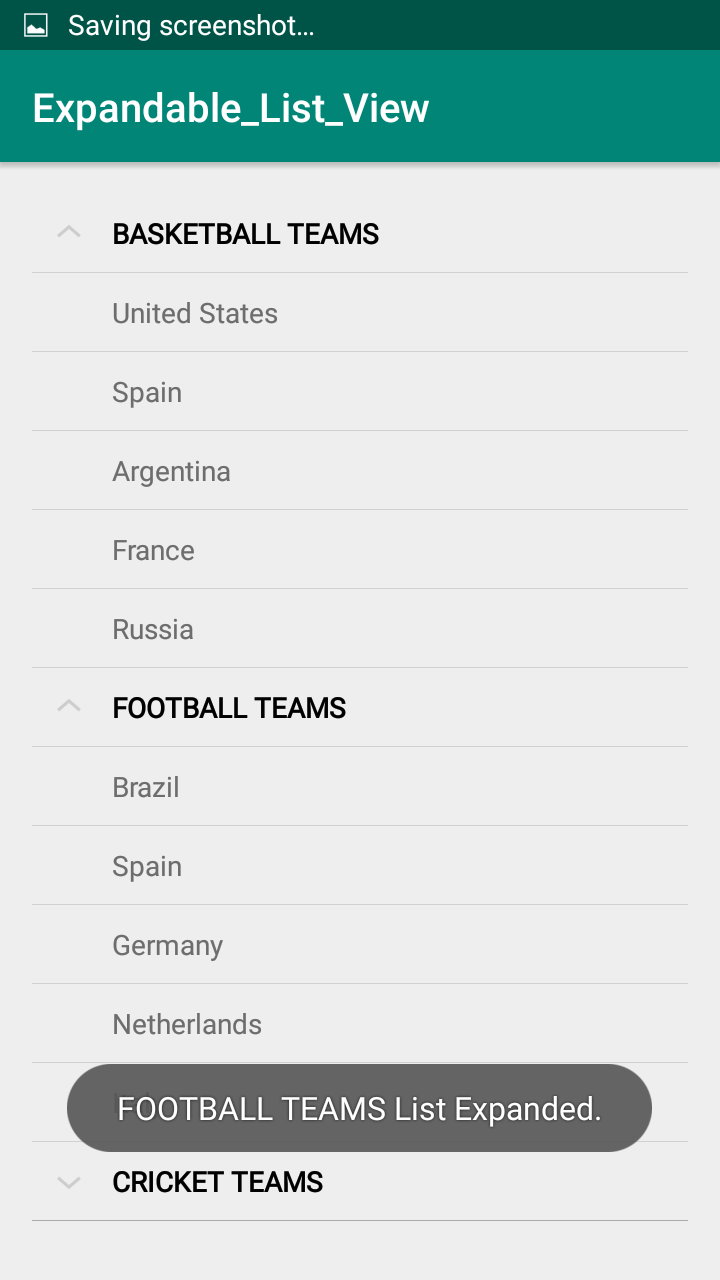 Saving screenshot...
Expandable_List_View
BASKETBALL TEAMS
United States
Spain
Argentina
France
Russia
FOOTBALL TEAMS
Brazil
Spain
Germany
Netherlands
FOOTBALL TEAMS List Expanded.
CRICKET TEAMS